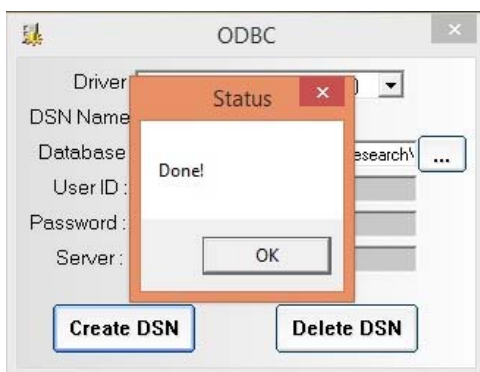 ODBC
Driver
Status
DSN Name
Database
esearch\ ...
Done!
User ID :
Password :
Server :
OK
Create DSN
Delete DSN